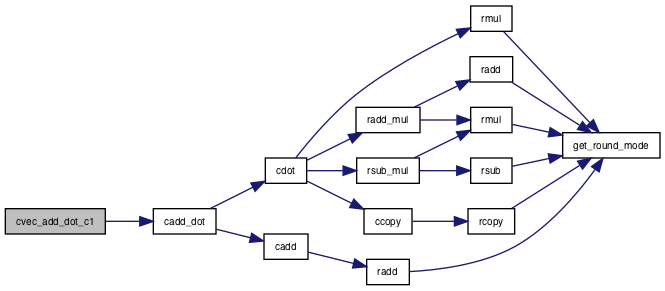 rmul
radd
radd_mul
rmul
get_round_mode
cdot
rsub_mul
rsub
cvec_add_dot_c1
cadd_dot
ccopy
rcopy
cadd
radd